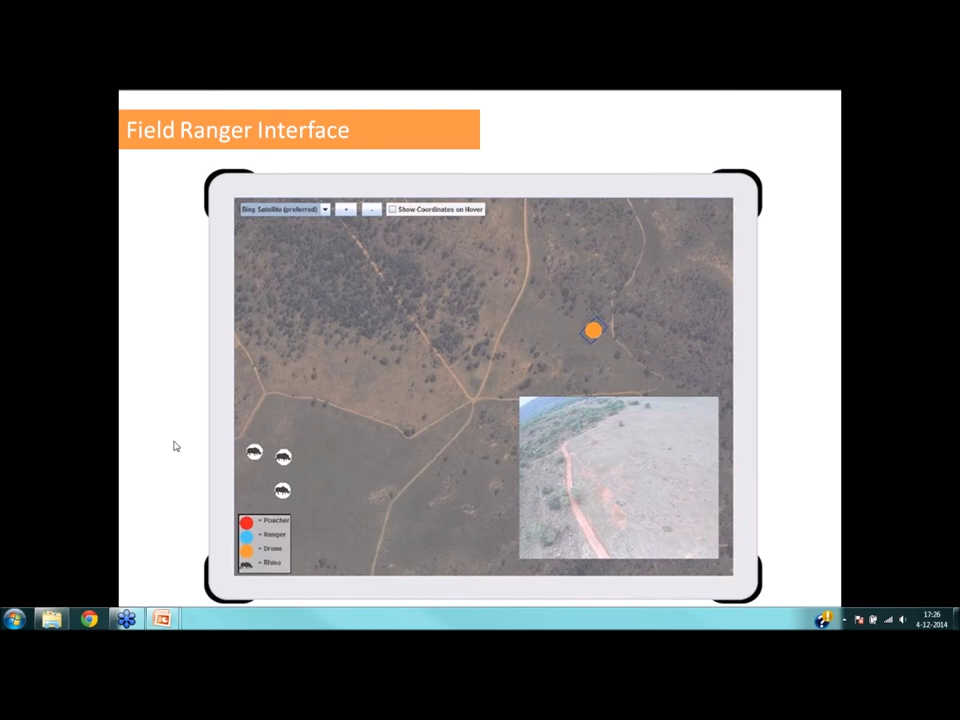 Field Ranger Interface
Bing Satellite (preferred)
+
-
Show Coordinates on Hover
= Poacher
= Ranger
= Drone
= Rhino
17:26
4-12-2014